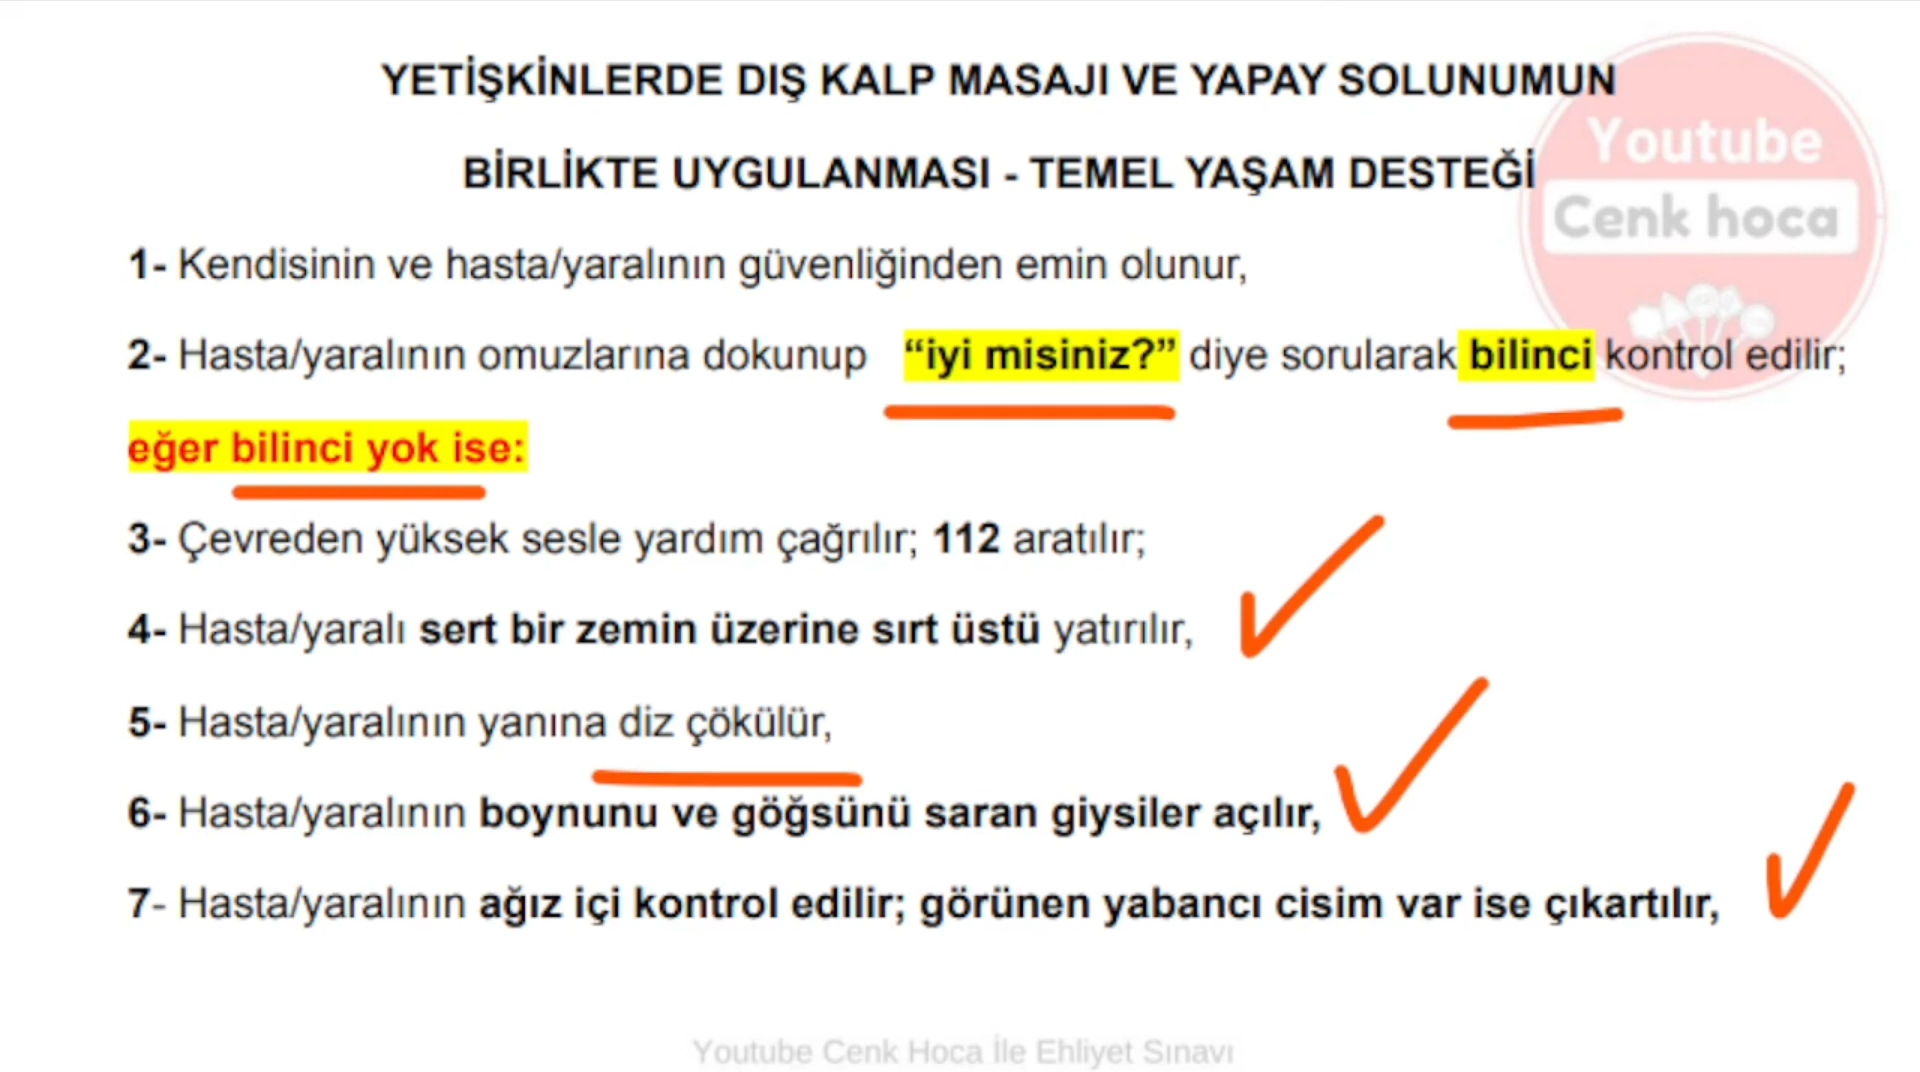 YETİŞKİNLERDE DIŞ KALP MASAJI VE YAPAY SOLUNUMUN
BİRLİKTE UYGULANMASI - TEMEL YAŞAM DESTEĞİ
Youtube
Cenk hoca
1- Kendisinin ve hasta/yaralının güvenliğinden emin olunur,
2- Hasta/yaralının omuzlarına dokunup “iyi misiniz?” diye sorularak bilinci kontrol edilir;
eğer bilinci yok ise:
3- Çevreden yüksek sesle yardım çağrılır; 112 aratılır;
4- Hasta/yaralı sert bir zemin üzerine sırt üstü yatırılır,
5- Hasta/yaralının yanına diz çökülür,
6- Hasta/yaralının boynunu ve göğsünü saran giysiler açılır,
7- Hasta/yaralının ağız içi kontrol edilir; görünen yabancı cisim var ise çıkartılır,
Youtube Cenk Hoca İle Ehliyet Sınavı